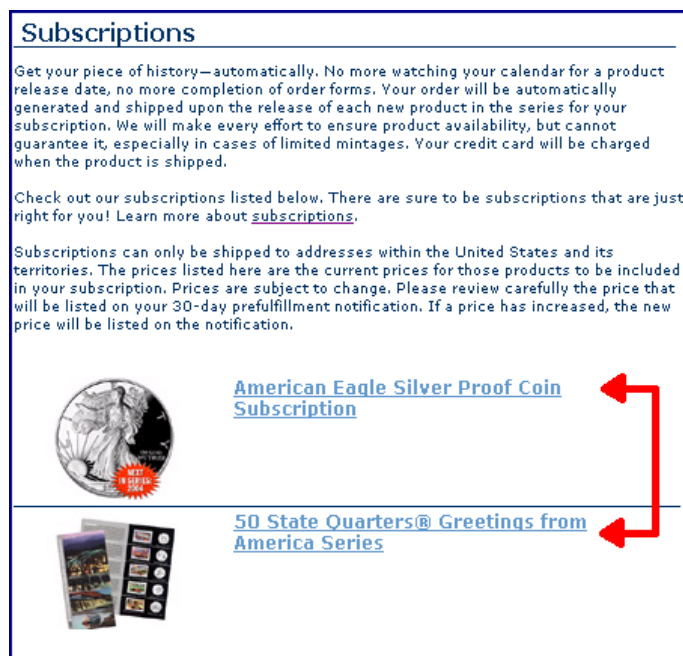 Subscriptions
Get your piece of history—automatically. No more watching your calendar for a product
release date, no more completion of order forms. Your order will be automatically
generated and shipped upon the release of each new product in the series for your
subscription. We will make every effort to ensure product availability, but cannot
guarantee it, especially in cases of limited mintages. Your credit card will be charged
when the product is shipped.
Check out our subscriptions listed below. There are sure to be subscriptions that are just
right for you! Learn more about subscriptions.
Subscriptions can only be shipped to addresses within the United States and its
territories. The prices listed here are the current prices for those products to be included
in your subscription. Prices are subject to change. Please review carefully the price that
will be listed on your 30-day prefulfillment notification. If a price has increased, the new
price will be listed on the notification.
American Eagle Silver Proof Coin
Subscription
NEXT
IN SERIES:
2004
50 State Quarters® Greetings from
America Series